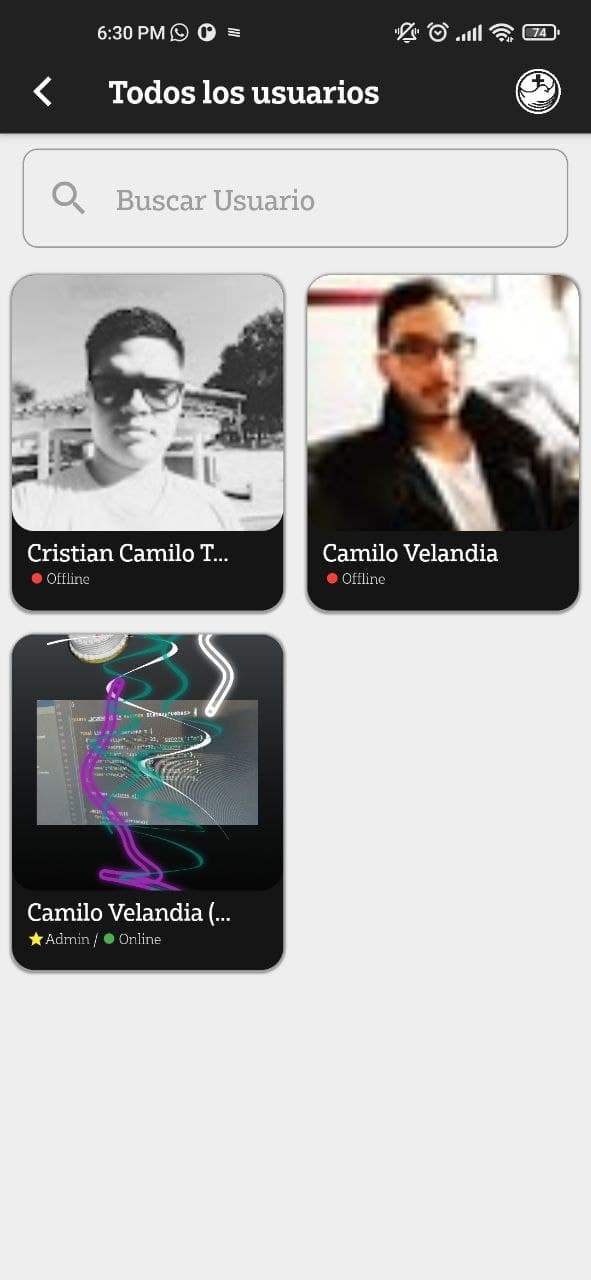 6:30 PM
74
Todos los usuarios
Buscar Usuario
Cristian Camilo T...
Offline
Camilo Velandia
Offline
Camilo Velandia (...
Admin / Online